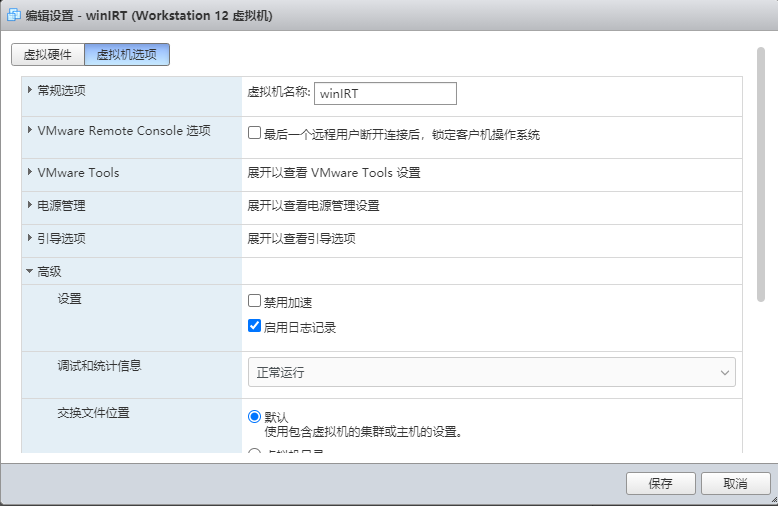 编辑设置 - winIRT (Workstation 12 虚拟机)
虚拟硬件 虚拟机选项
常规选项 虚拟机名称: winIRT
VMware Remote Console 选项 最后一个远程用户断开连接后，锁定客户机操作系统
VMware Tools 展开以查看 VMware Tools 设置
电源管理 展开以查看电源管理设置
引导选项 展开以查看引导选项
高级
设置 禁用加速
启用日志记录
调试和统计信息 正常运行
交换文件位置 默认
使用包含虚拟机的集群或主机的设置。
保存 取消